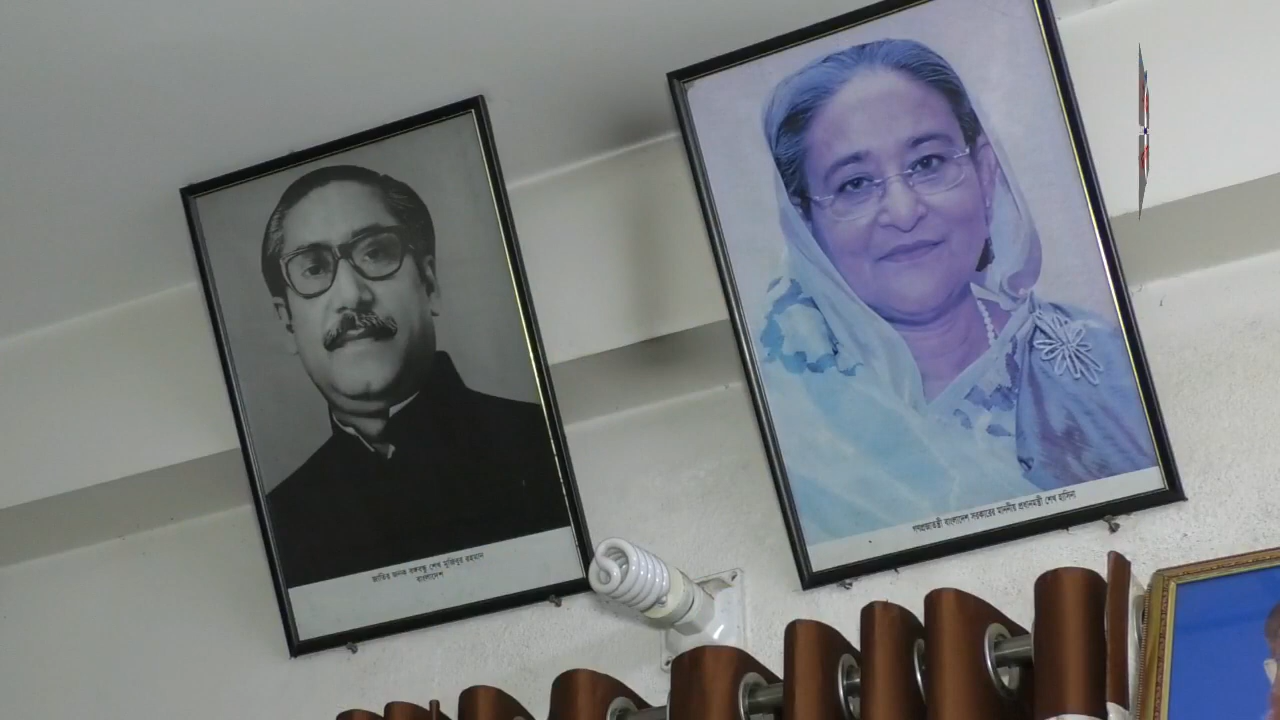 জাতির জনক বঙ্গবন্ধু শেখ মুজিবুর রহমান
বাংলাদেশ
গণপ্রজাতন্ত্রী বাংলাদেশ সরকারের মাননীয় প্রধানমন্ত্রী শেখ হাসিনা